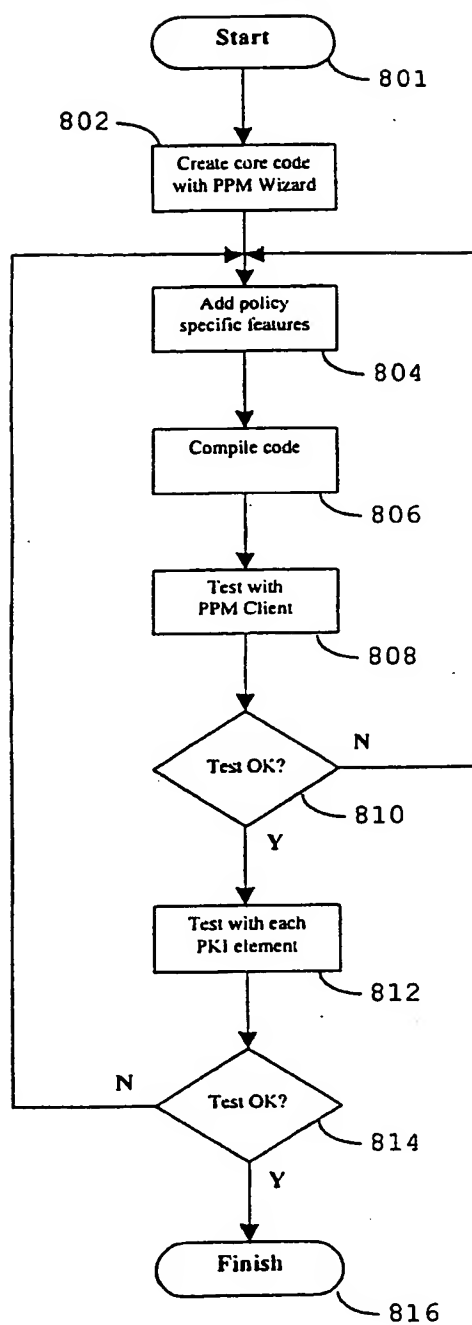 Start
801
802
Create core code
with PPM Wizard
Add policy
specific features
804
Compile code
806
Test with
PPM Client
808
Test OK?
N
810
Y
Test with each
PKI element
812
N
Test OK?
814
Y
Finish
816